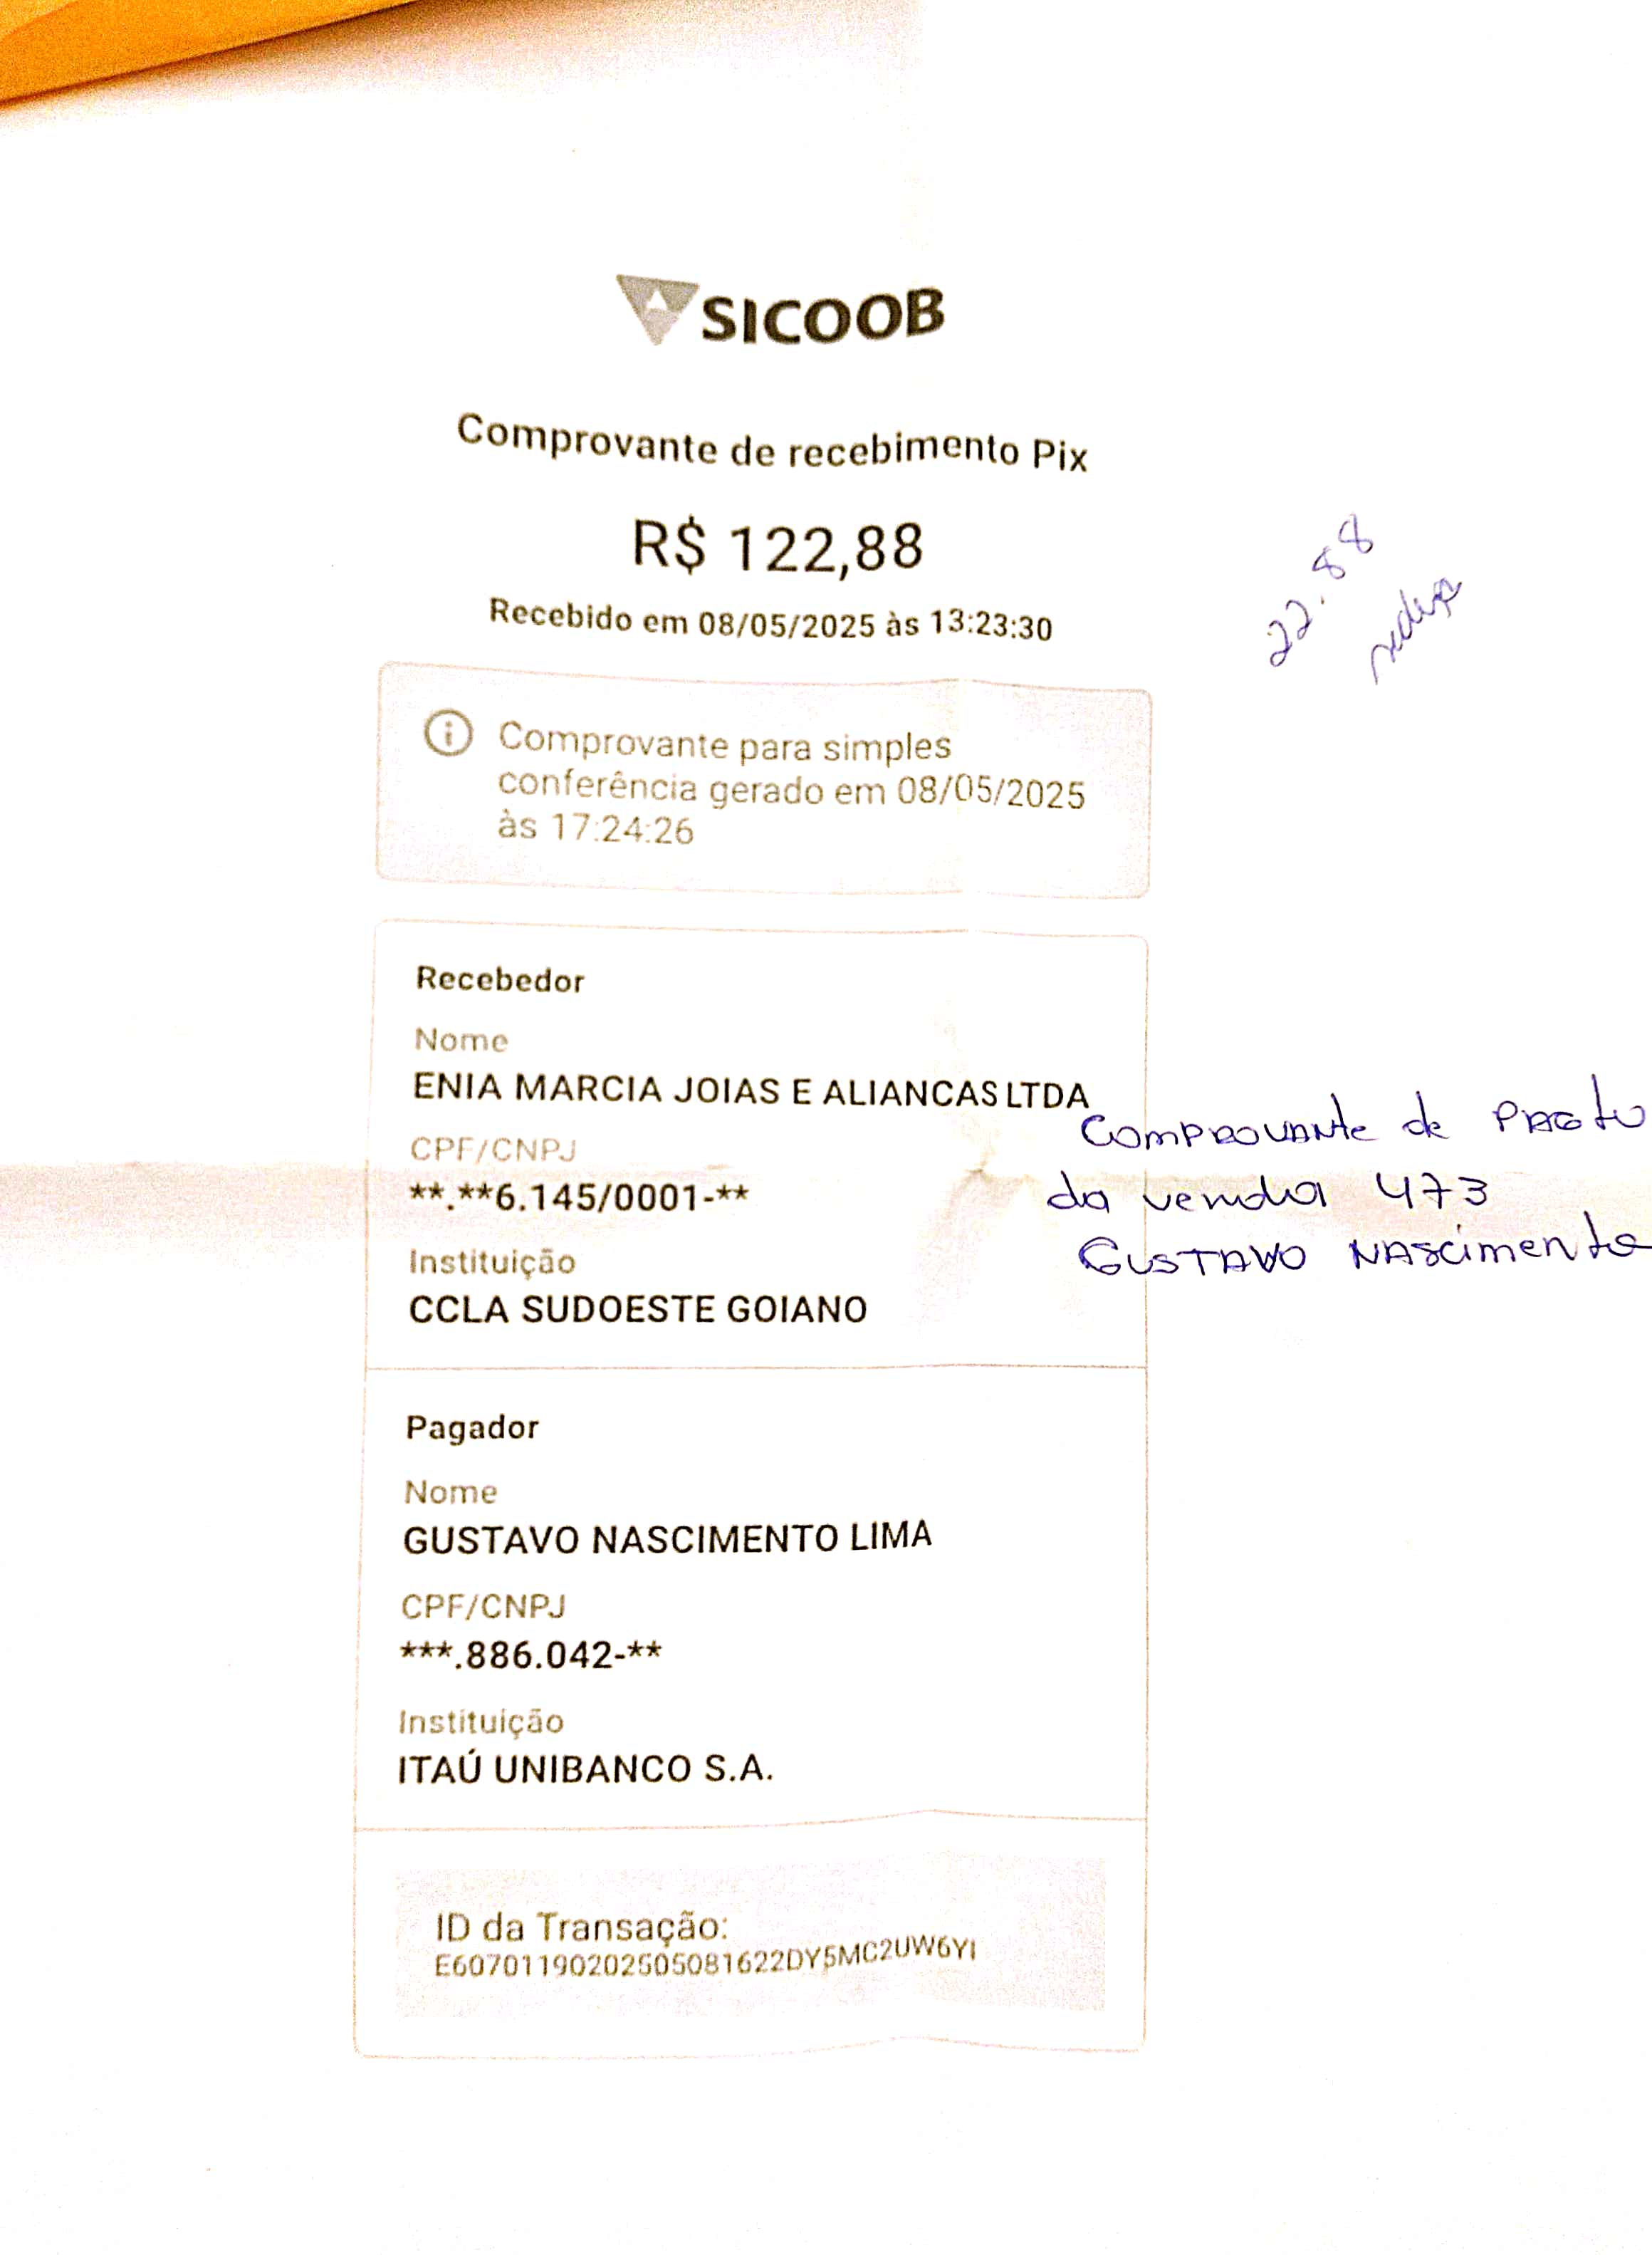 SICOOB
Comprovante de recebimento Pix
R$ 122,88
Recebido em 08/05/2025 às 13:23:30
22.88
Comprovante para simples
conferência gerado em 08/05/2025
às 17:24:26
Recebedor
Nome
ENIA MARCIA JOIAS E ALIANCAS LTDA
CPF/CNPJ
**.**6.145/0001-**
Instituição
CCLA SUDOESTE GOIANO
Comprovante de PAGto
da venda 473
GUSTAVO NASCimento
Pagador
Nome
GUSTAVO NASCIMENTO LIMA
CPF/CNPJ
***.886.042-**
Instituição
ITAÚ UNIBANCO S.A.
ID da Transação:
E60701190202505081622DY5MC2UW6YI